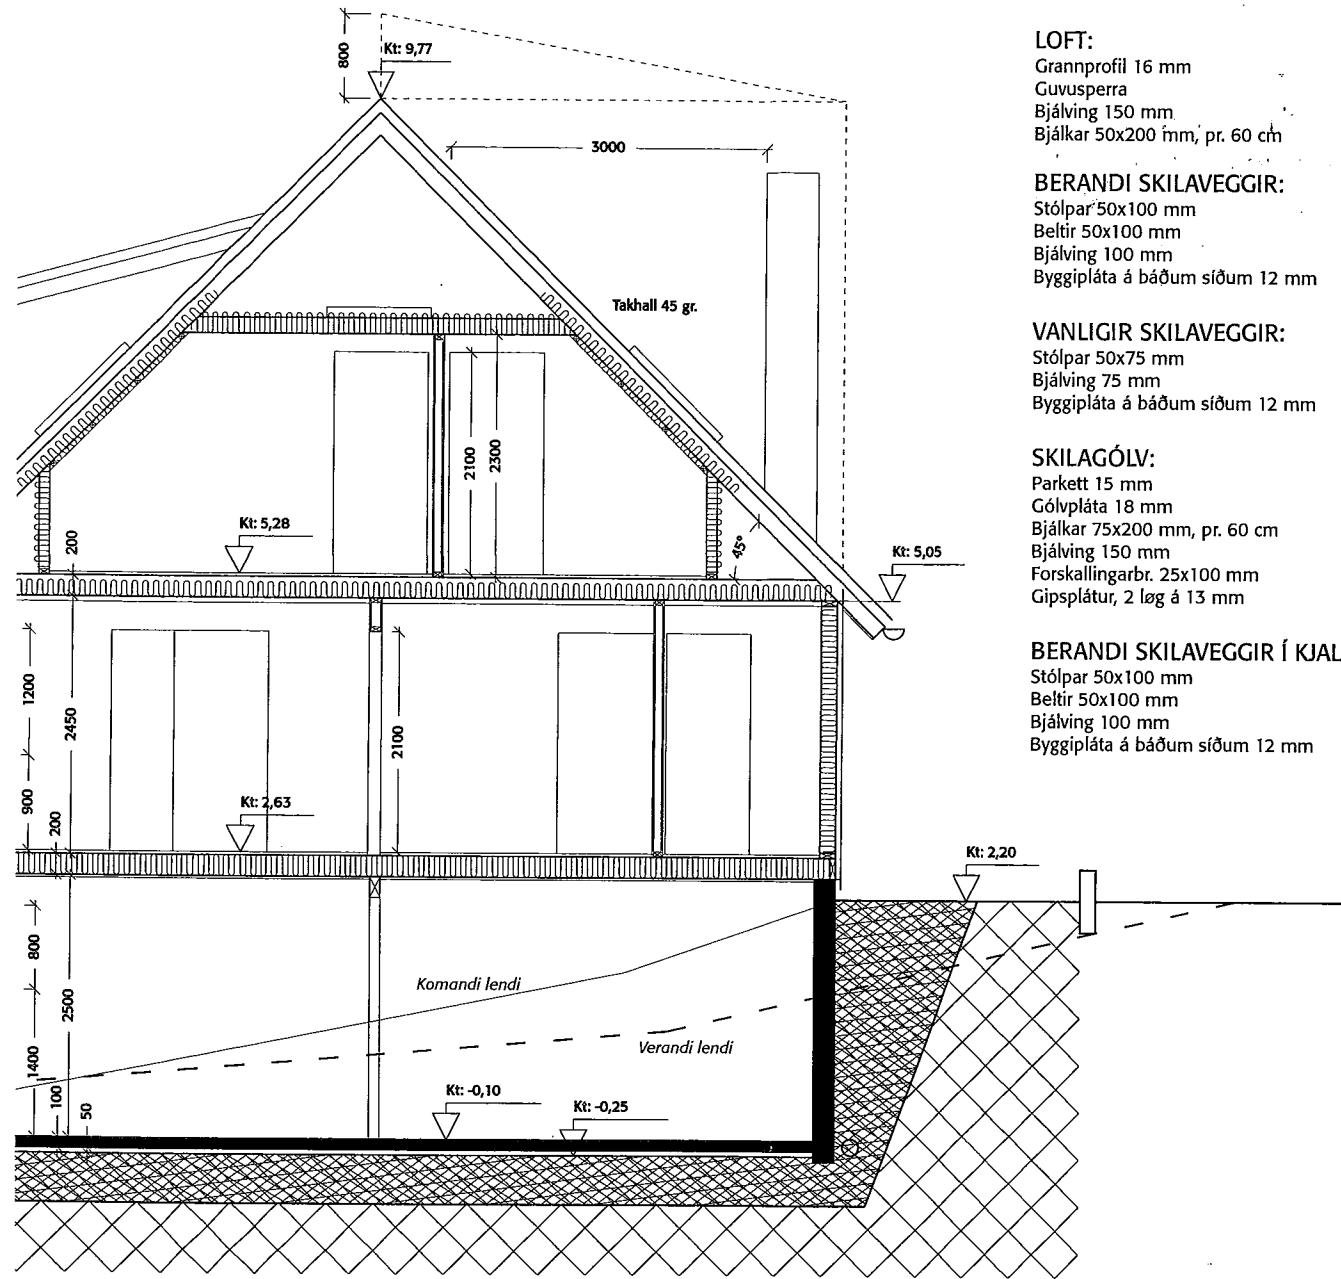 800
Kt: 9,77
3000
Takhall 45 gr.
2100
2300
45°
Kt: 5,28
200
Kt: 5,05
1200
2450
2100
900
200
Kt: 2,63
Kt: 2,20
800
2500
1400
100
50
Komandi lendi
Verandi lendi
Kt: -0,10
Kt: -0,25
LOFT:
Grannprofil 16 mm
Guvusperra
Bjálving 150 mm
Bjálkar 50x200 mm, pr. 60 cm
BERANDI SKILAVEGGIR:
Stólpar 50x100 mm
Beltir 50x100 mm
Bjálving 100 mm
Byggipláta á báðum síðum 12 mm
VANLIGIR SKILAVEGGIR:
Stólpar 50x75 mm
Bjálving 75 mm
Byggipláta á báðum síðum 12 mm
SKILAGÓLV:
Parkett 15 mm
Gólvpláta 18 mm
Bjálkar 75x200 mm, pr. 60 cm
Bjálving 150 mm
Forskallingarbr. 25x100 mm
Gipsplátur, 2 løg á 13 mm
BERANDI SKILAVEGGIR Í KJAL
Stólpar 50x100 mm
Beltir 50x100 mm
Bjálving 100 mm
Byggipláta á báðum síðum 12 mm